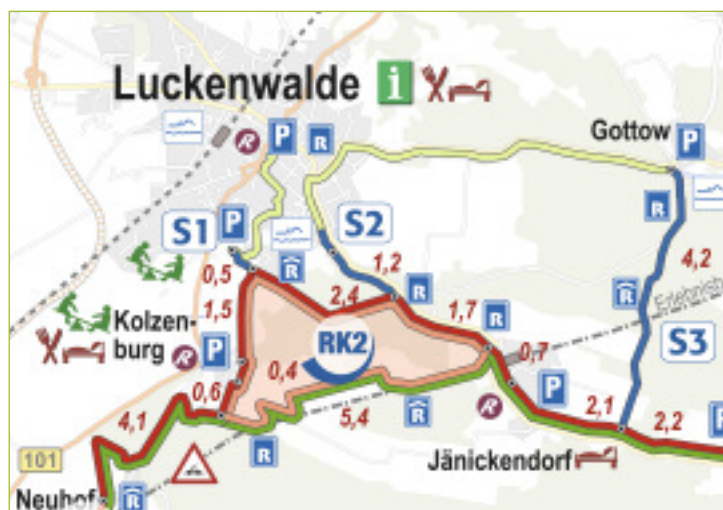 Luckenwalde i
P
R
R
Gottow
P
S1
P
S2
R
0,5
R
1,2
4,2
R
1,5
2,4
R
1,7
R
Kolzen-
burg
R
P
RK2
0,7
S3
0,4
0,6
P
4,1
5,4
R
R
2,1
2,2
P
101
R
Jänickendorf
R
Neuhof
R